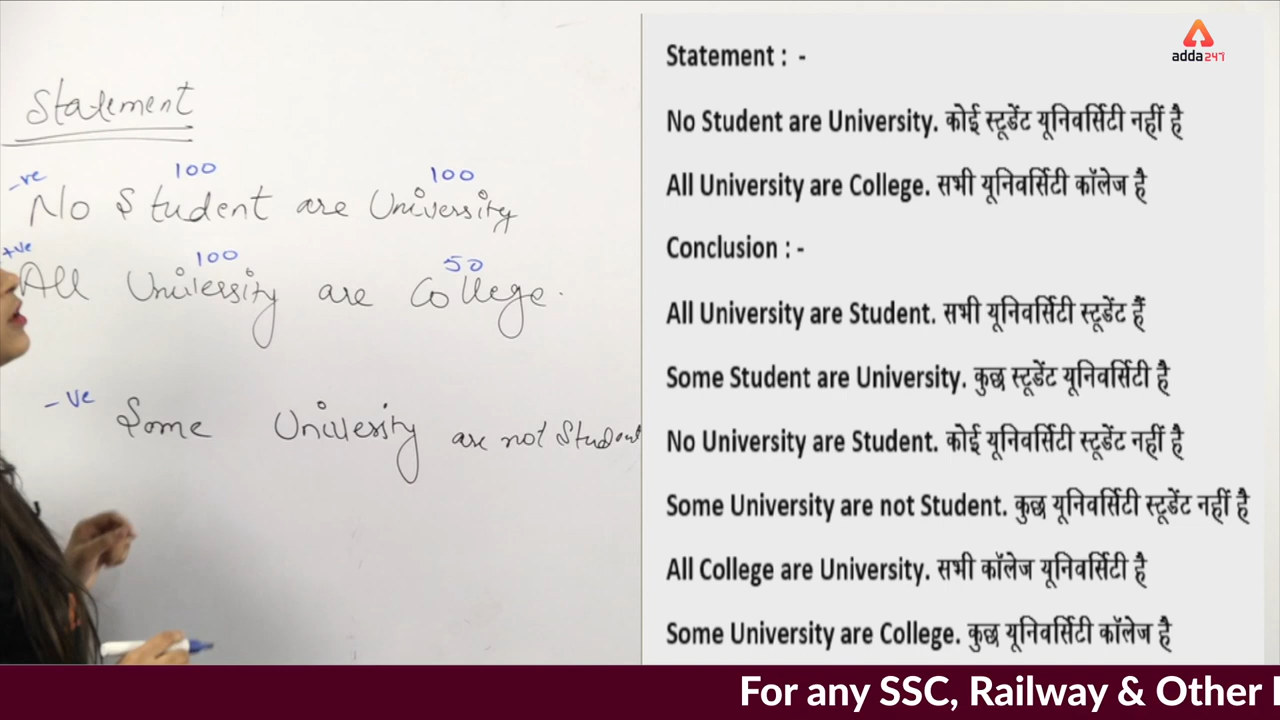 Statement
-ve 100 100
No Student are University
+ve 100 50
All University are College.
-ve Some University are not Student
adda247
Statement : -
No Student are University. कोई स्टूडेंट यूनिवर्सिटी नहीं है
All University are College. सभी यूनिवर्सिटी कॉलेज है
Conclusion : -
All University are Student. सभी यूनिवर्सिटी स्टूडेंट हैं
Some Student are University. कुछ स्टूडेंट यूनिवर्सिटी है
No University are Student. कोई यूनिवर्सिटी स्टूडेंट नहीं है
Some University are not Student. कुछ यूनिवर्सिटी स्टूडेंट नहीं है
All College are University. सभी कॉलेज यूनिवर्सिटी है
Some University are College. कुछ यूनिवर्सिटी कॉलेज है
For any SSC, Railway & Other